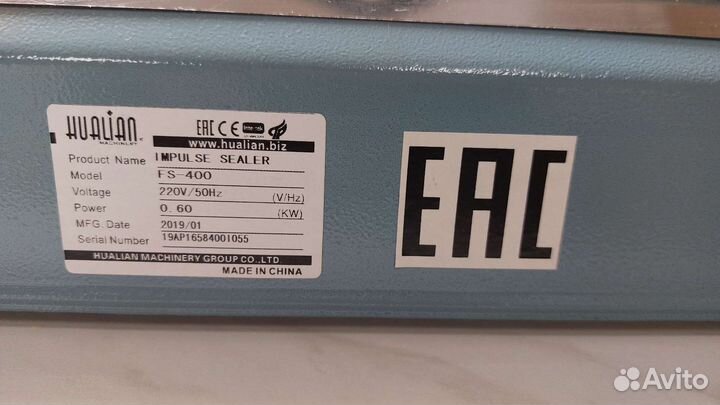 HUALIAN
MACHINERY
EAC CE Intertek
www.hualian.biz
Product Name IMPULSE SEALER
Model FS-400
Voltage 220V/50Hz (V/Hz)
Power 0.60 (KW)
MFG. Date 2019/01
Serial Number 19AP16584001055
HUALIAN MACHINERY GROUP CO.,LTD.
MADE IN CHINA
EAC
Avito